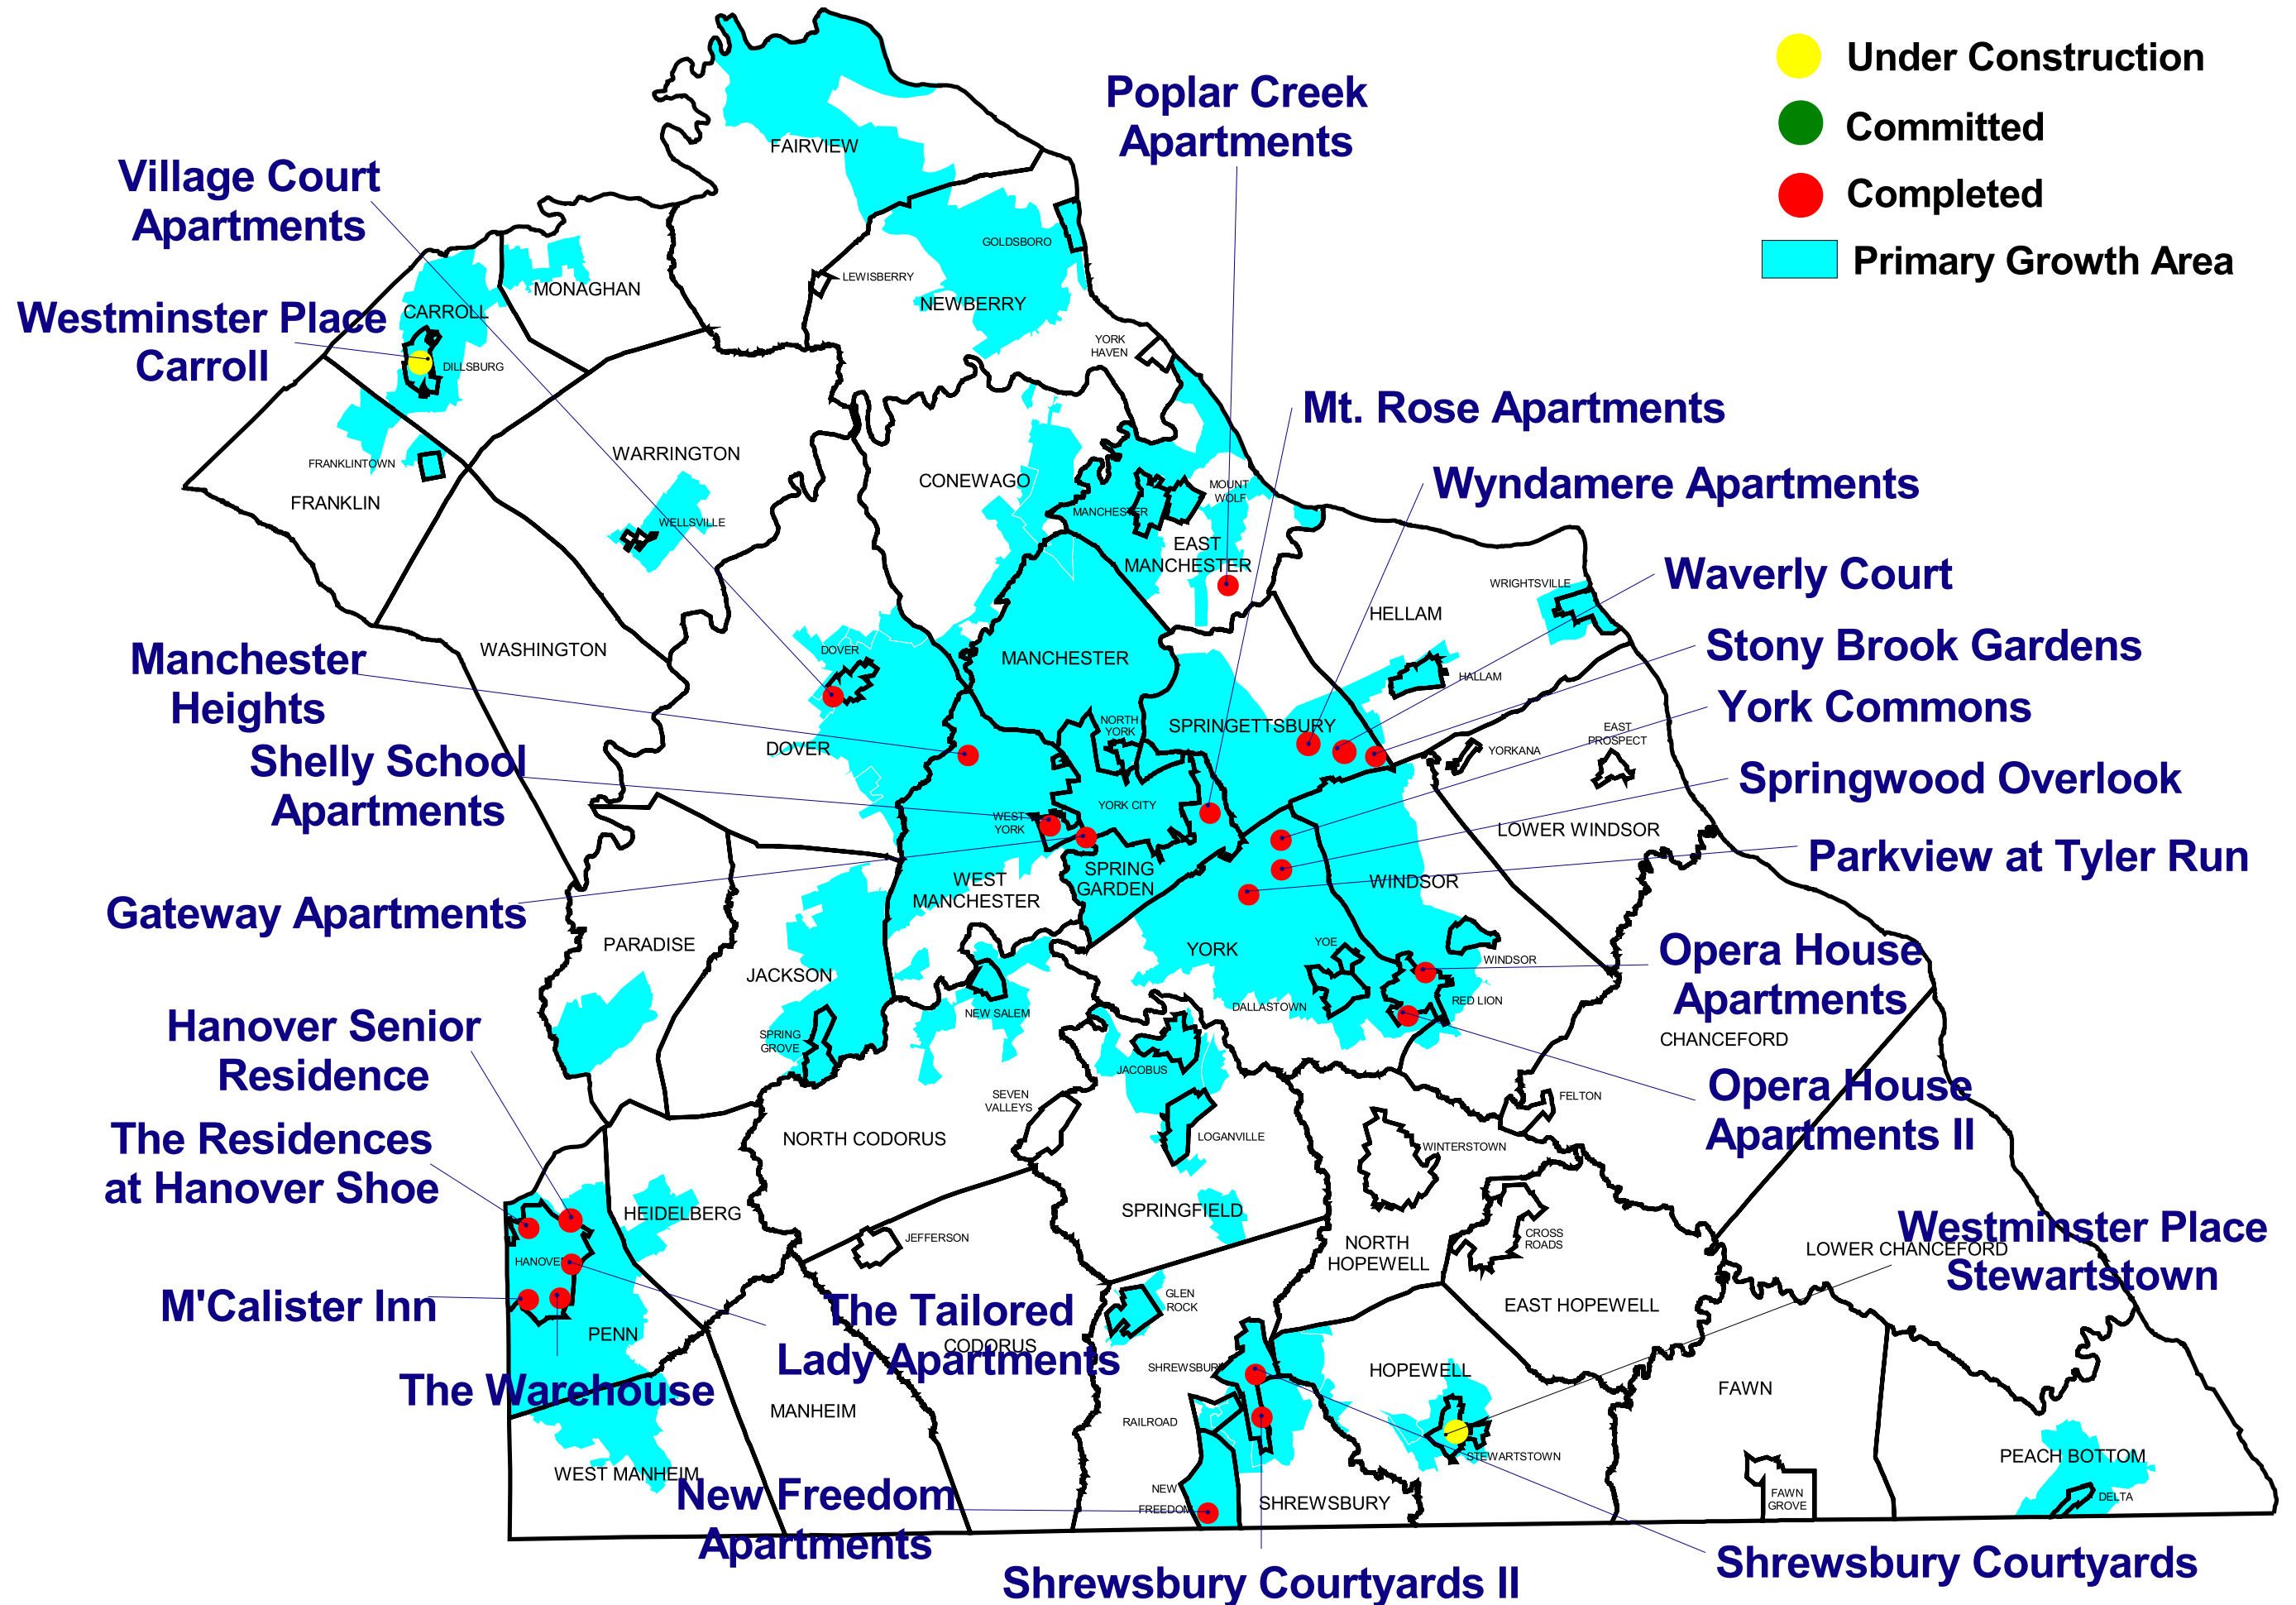 Under Construction
Committed
Completed
Primary Growth Area
Poplar Creek
Apartments
Village Court
Apartments
Westminster Place
Carroll
Mt. Rose Apartments
Wyndamere Apartments
Waverly Court
Stony Brook Gardens
York Commons
Springwood Overlook
Parkview at Tyler Run
Manchester
Heights
Shelly School
Apartments
Gateway Apartments
Opera House
Apartments
Opera House
Apartments II
Hanover Senior
Residence
The Residences
at Hanover Shoe
M'Calister Inn
The Warehouse
The Tailored
Lady Apartments
Westminster Place
Stewartstown
New Freedom
Apartments
Shrewsbury Courtyards II
Shrewsbury Courtyards
FAIRVIEW
GOLDSBORO
LEWISBERRY
NEWBERRY
MONAGHAN
CARROLL
DILLSBURG
YORK
HAVEN
WARRINGTON
FRANKLINTOWN
FRANKLIN
WELLSVILLE
CONEWAGO
MOUNT
WOLF
MANCHESTER
EAST
MANCHESTER
WRIGHTSVILLE
HELLAM
WASHINGTON
DOVER
MANCHESTER
HALLAM
NORTH
YORK
SPRINGETTSBURY
EAST
PROSPECT
DOVER
YORKANA
YORK CITY
WEST
YORK
LOWER WINDSOR
SPRING
GARDEN
WEST
MANCHESTER
WINDSOR
PARADISE
YORK
YOE
WINDSOR
JACKSON
RED LION
DALLASTOWN
NEW SALEM
SPRING
GROVE
CHANCEFORD
JACOBUS
SEVEN
VALLEYS
FELTON
NORTH CODORUS
LOGANVILLE
WINTERSTOWN
HEIDELBERG
SPRINGFIELD
CROSS
ROADS
JEFFERSON
NORTH
HOPEWELL
LOWER CHANCEFORD
HANOVER
GLEN
ROCK
EAST HOPEWELL
PENN
CODORUS
SHREWSBURY
HOPEWELL
FAWN
MANHEIM
RAILROAD
STEWARTSTOWN
PEACH BOTTOM
WEST MANHEIM
NEW
FREEDOM
SHREWSBURY
FAWN
GROVE
DELTA